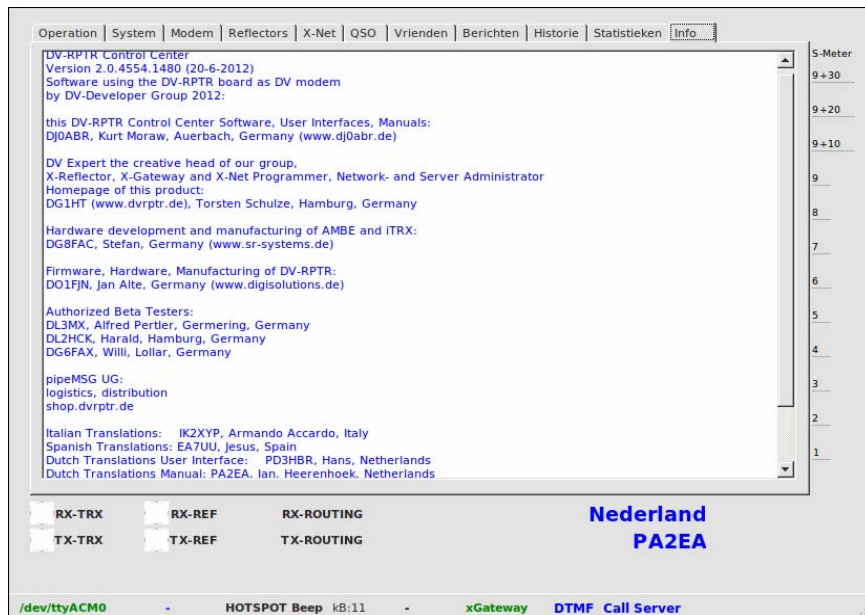 Operation System Modem Reflectors X-Net QSO Vrienden Berichten Historie Statistieken Info
DV-RPTR Control Center
Version 2.0.4554.1480 (20-6-2012)
Software using the DV-RPTR board as DV modem
by DV-Developer Group 2012:
this DV-RPTR Control Center Software, User Interfaces, Manuals:
DJ0ABR, Kurt Moraw, Auerbach, Germany (www.dj0abr.de)
DV Expert the creative head of our group,
X-Reflector, X-Gateway and X-Net Programmer, Network- and Server Administrator
Homepage of this product:
DG1HT (www.dvrptr.de), Torsten Schulze, Hamburg, Germany
Hardware development and manufacturing of AMBE and iTRX:
DG8FAC, Stefan, Germany (www.sr-systems.de)
Firmware, Hardware, Manufacturing of DV-RPTR:
DO1FJN, Jan Alte, Germany (www.digisolutions.de)
Authorized Beta Testers:
DL3MX, Alfred Pertler, Germering, Germany
DL2HCK, Harald, Hamburg, Germany
DG6FAX, Willi, Lollar, Germany
pipeMSG UG:
logistics, distribution
shop.dvrptr.de
Italian Translations: IK2XYP, Armando Accardo, Italy
Spanish Translations: EA7UU, Jesus, Spain
Dutch Translations User Interface: PD3HBR, Hans, Netherlands
Dutch Translations Manual: PA2EA, Jan, Heerenhoek, Netherlands
S-Meter
9+30
9+20
9+10
9
8
7
6
5
4
3
2
1
RX-TRX RX-REF RX-ROUTING Nederland
TX-TRX TX-REF TX-ROUTING PA2EA
/dev/ttyACM0 - HOTSPOT Beep kB:11 - xGateway DTMF Call Server